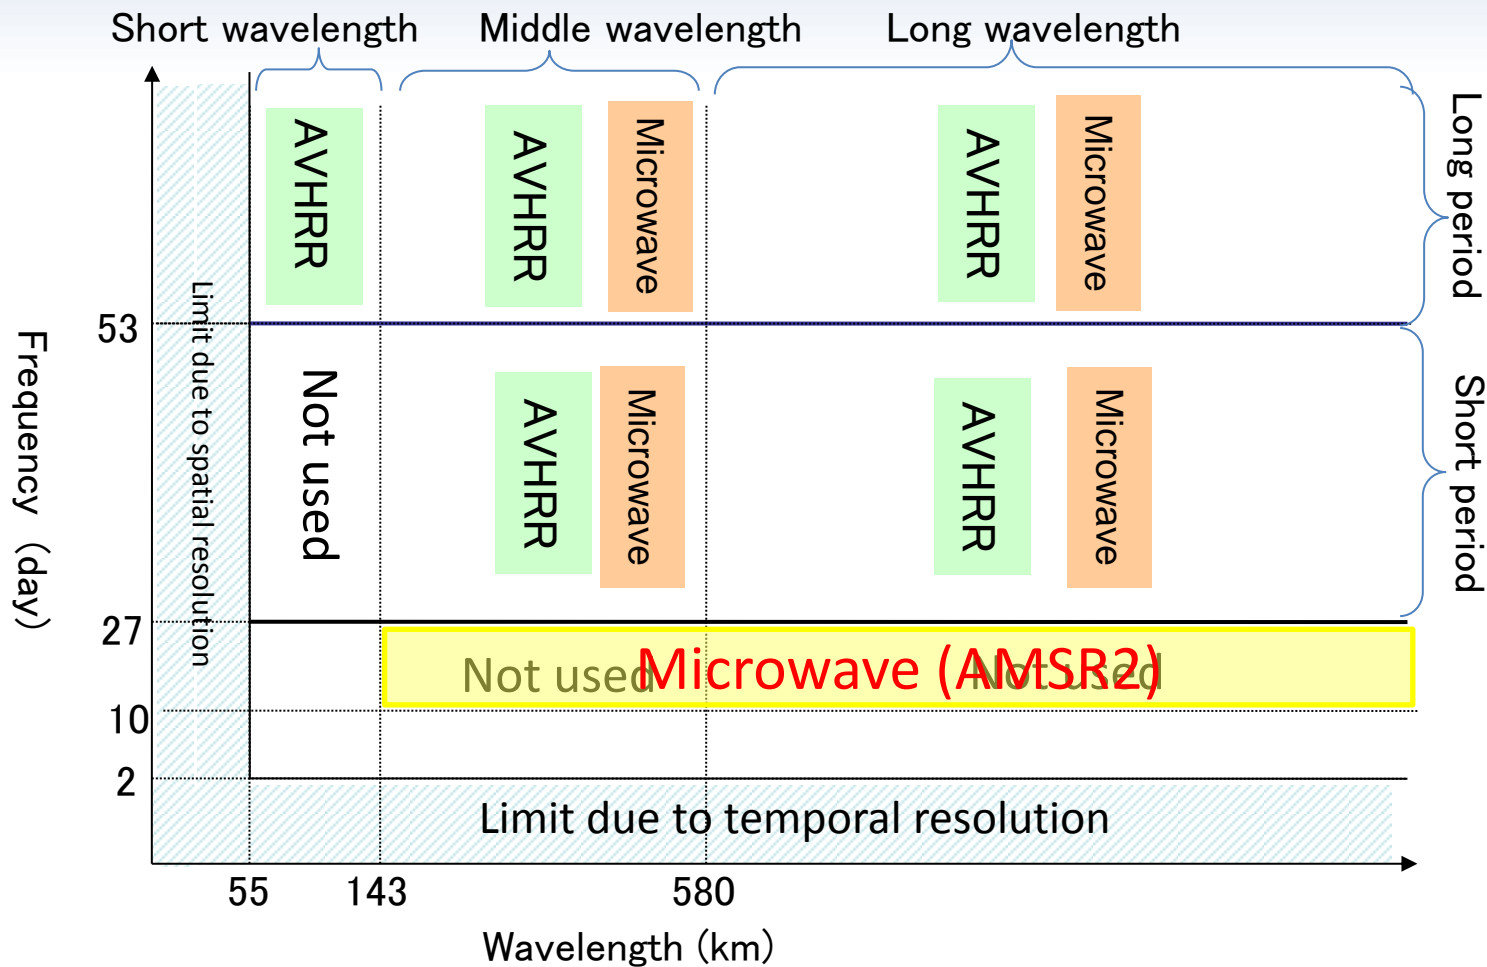 Short wavelength
Middle wavelength
Long wavelength
AVHRR
AVHRR
Microwave
AVHRR
Microwave
Long period
53
Limit due to spatial resolution
Frequency (day)
Not used
AVHRR
Microwave
AVHRR
Microwave
Short period
27
Not used
Microwave (AMSR2)
Not used
10
2
Limit due to temporal resolution
55
143
580
Wavelength (km)